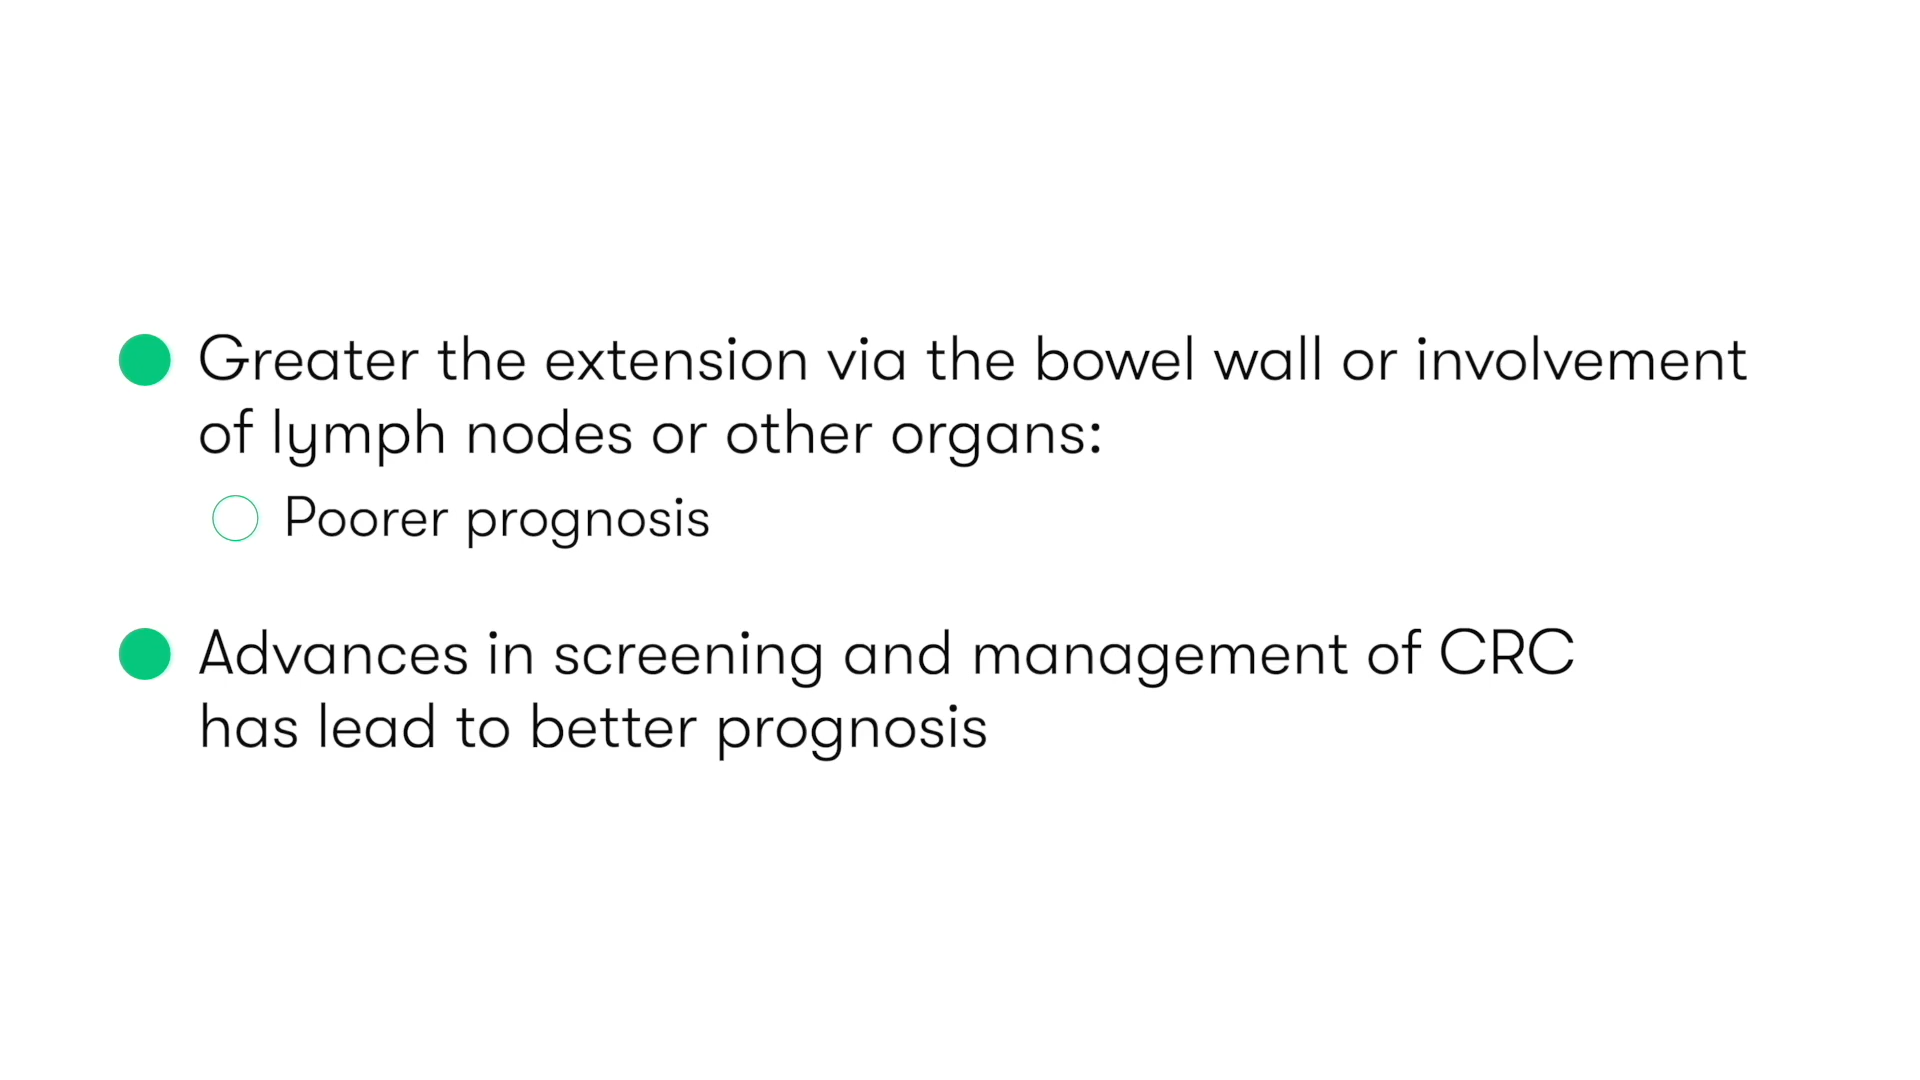 Greater the extension via the bowel wall or involvement
of lymph nodes or other organs:
Poorer prognosis
Advances in screening and management of CRC
has lead to better prognosis